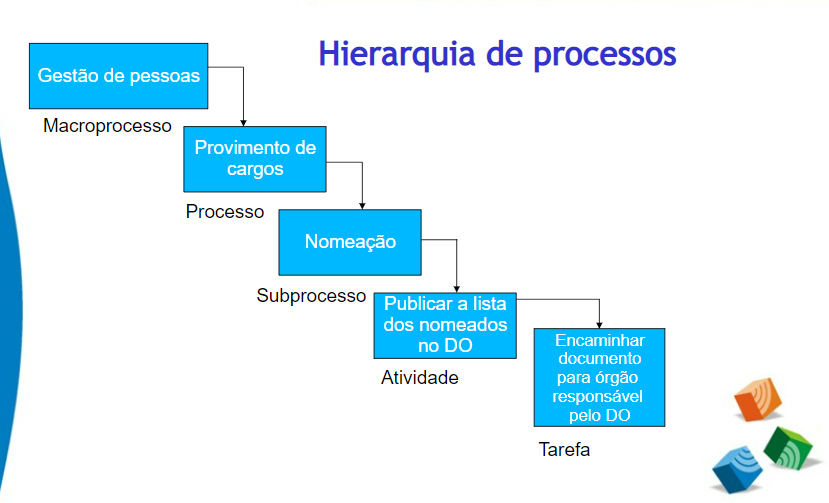 Hierarquia de processos
Gestão de pessoas
Macroprocesso
Provimento de
cargos
Processo
Nomeação
Subprocesso
Publicar a lista
dos nomeados
no DO
Atividade
Encaminhar
documento
para órgão
responsável
pelo DO
Tarefa